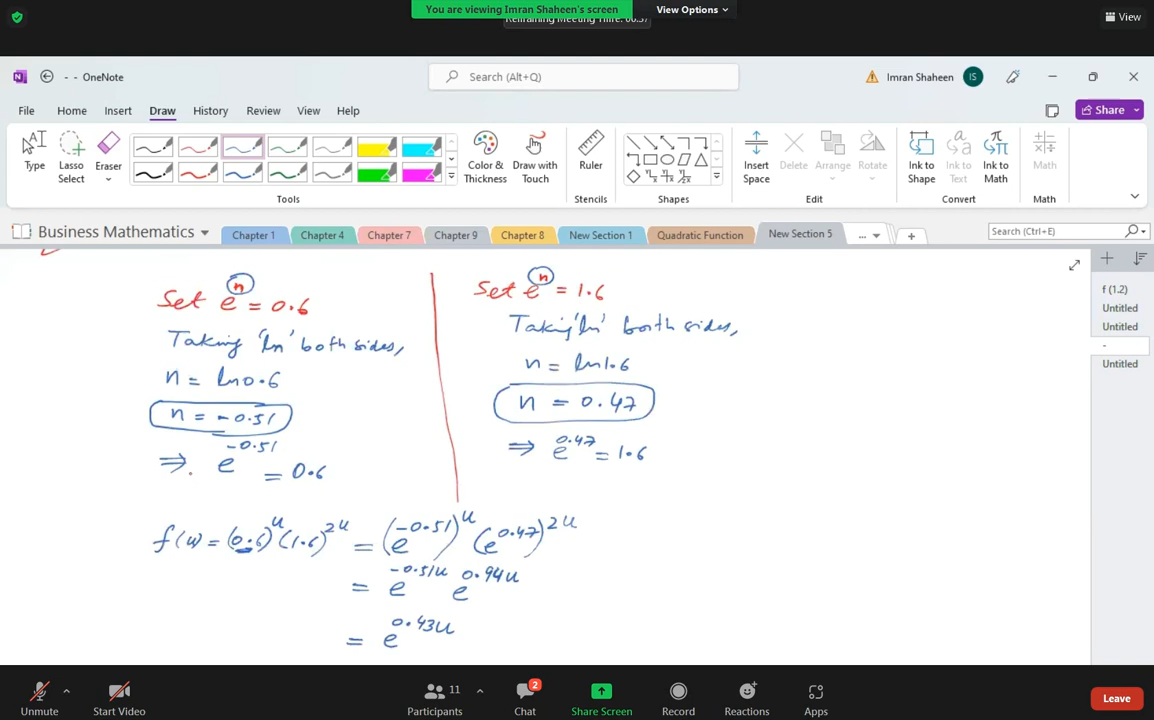 You are viewing Imran Shaheen's screen
View Options
View
- - OneNote
Search (Alt+Q)
Imran Shaheen
IS
File Home Insert Draw History Review View Help
Share
Type
Lasso Select
Eraser
Color & Thickness
Draw with Touch
Ruler
Insert Space
Delete
Arrange
Rotate
Ink to Shape
Ink to Text
Ink to Math
Math
Tools
Stencils
Shapes
Edit
Convert
Math
Business Mathematics
Chapter 1
Chapter 4
Chapter 7
Chapter 9
Chapter 8
New Section 1
Quadratic Function
New Section 5
...
Search (Ctrl+E)
f (1.2)
Untitled
Untitled
-
Untitled
Set e^n = 0.6
Taking 'ln' both sides,
n = ln0.6
n = -0.51
⇒ e^-0.51 = 0.6
Set e^n = 1.6
Taking 'ln' both sides,
n = ln1.6
n = 0.47
⇒ e^0.47 = 1.6
f(u) = (0.6)^u (1.6)^2u = (e^-0.51)^u (e^0.47)^2u
= e^-0.51u e^0.94u
= e^0.43u
Unmute
Start Video
Participants
11
Chat
2
Share Screen
Record
Reactions
Apps
Leave